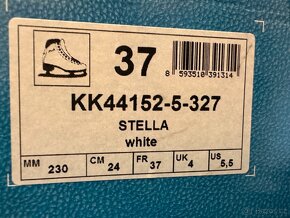 37
8 593510 391314
KK44152-5-327
STELLA
white
MM 230 CM 24 FR 37 UK 4 US 5,5